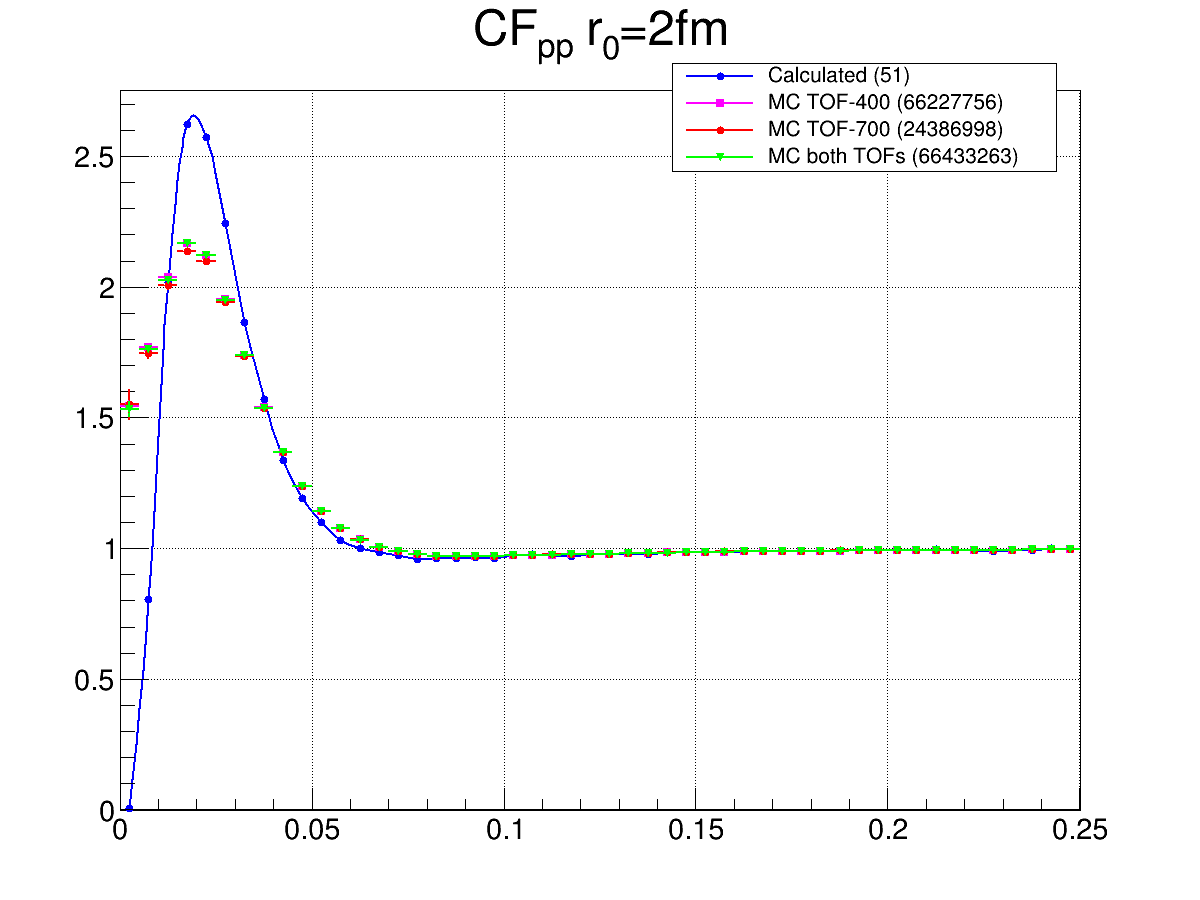 CFpp r0=2fm
Calculated (51)
MC TOF-400 (66227756)
MC TOF-700 (24386998)
MC both TOFs (66433263)
2.5
2
1.5
1
0.5
0
0 0.05 0.1 0.15 0.2 0.25